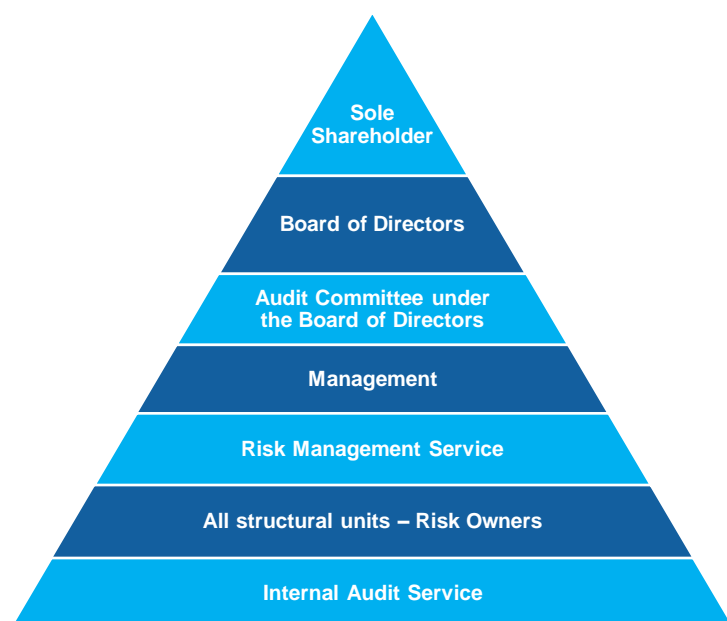 Sole
Shareholder
Board of Directors
Audit Committee under
the Board of Directors
Management
Risk Management Service
All structural units – Risk Owners
Internal Audit Service